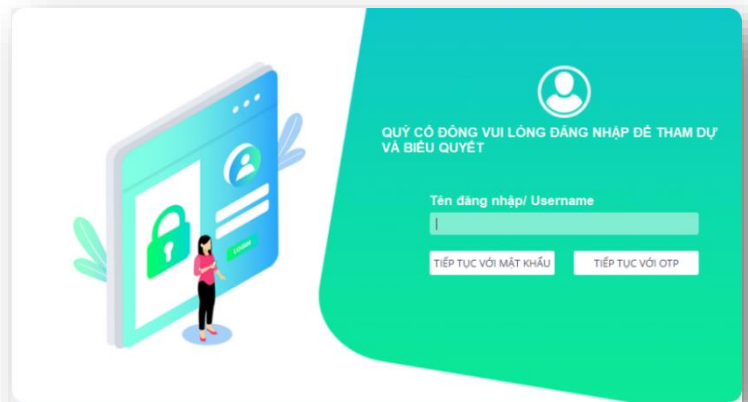 QUÝ CỔ ĐÔNG VUI LÒNG ĐĂNG NHẬP ĐỂ THAM DỰ
VÀ BIỂU QUYẾT
Tên đăng nhập/ Username
TIẾP TỤC VỚI MẬT KHẨU
TIẾP TỤC VỚI OTP
LOGIN